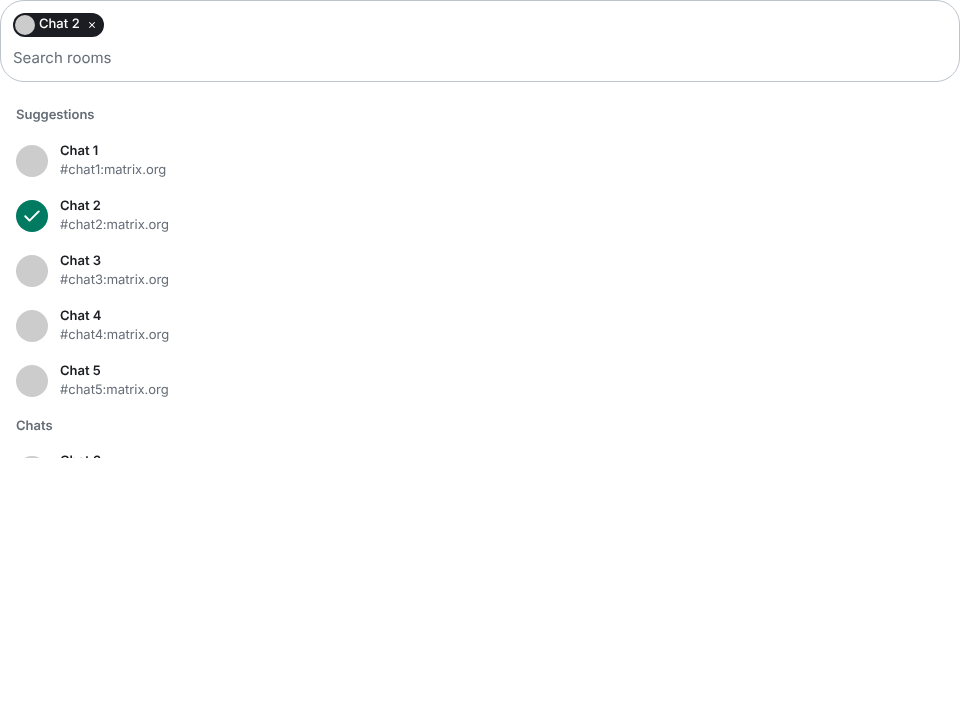 Chat 2 ×
Search rooms
Suggestions
Chat 1
#chat1:matrix.org
Chat 2
#chat2:matrix.org
Chat 3
#chat3:matrix.org
Chat 4
#chat4:matrix.org
Chat 5
#chat5:matrix.org
Chats